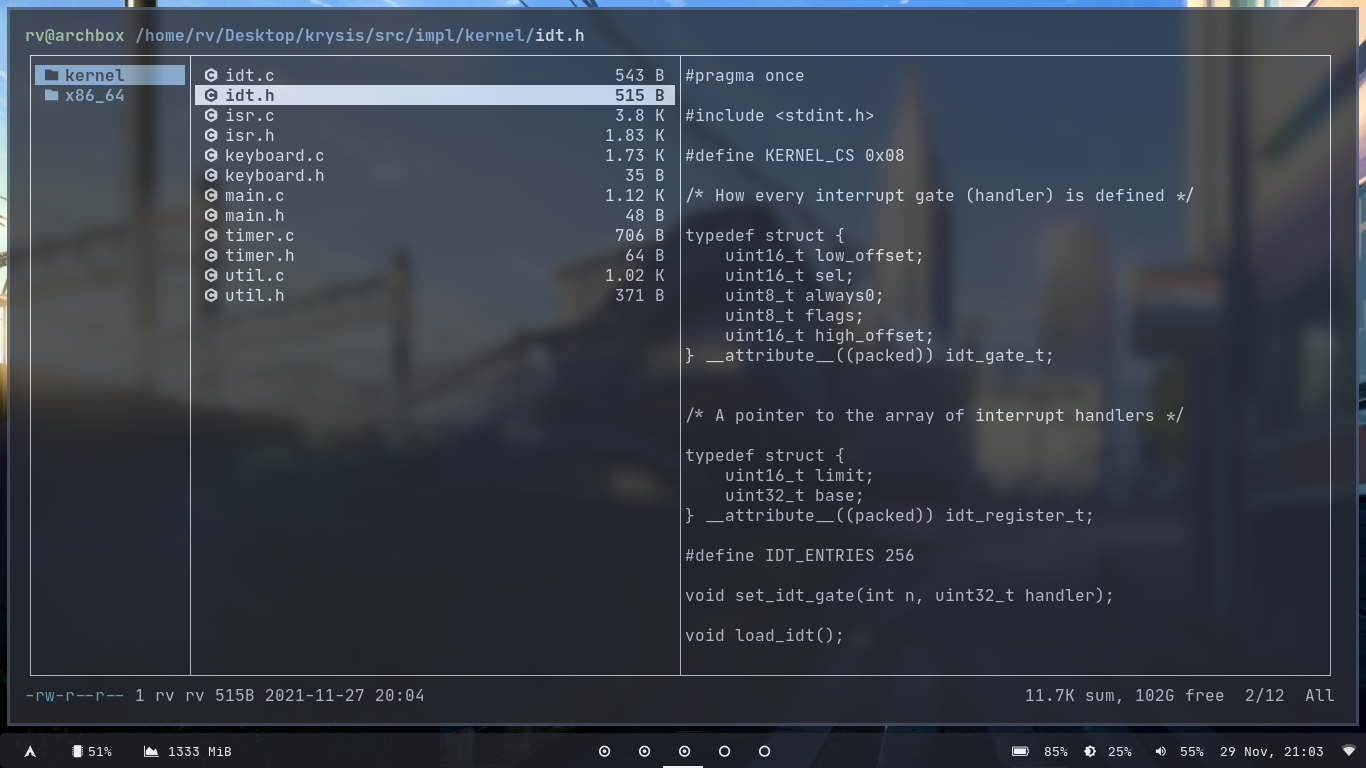 rv@archbox /home/rv/Desktop/krysis/src/impl/kernel/idt.h
kernel
x86_64
idt.c 543 B
idt.h 515 B
isr.c 3.8 K
isr.h 1.83 K
keyboard.c 1.73 K
keyboard.h 35 B
main.c 1.12 K
main.h 48 B
timer.c 706 B
timer.h 64 B
util.c 1.02 K
util.h 371 B
#pragma once
#include <stdint.h>
#define KERNEL_CS 0x08
/* How every interrupt gate (handler) is defined */
typedef struct {
    uint16_t low_offset;
    uint16_t sel;
    uint8_t always0;
    uint8_t flags;
    uint16_t high_offset;
} __attribute__((packed)) idt_gate_t;
/* A pointer to the array of interrupt handlers */
typedef struct {
    uint16_t limit;
    uint32_t base;
} __attribute__((packed)) idt_register_t;
#define IDT_ENTRIES 256
void set_idt_gate(int n, uint32_t handler);
void load_idt();
-rw-r--r-- 1 rv rv 515B 2021-11-27 20:04 11.7K sum, 102G free 2/12 All
51% 1333 MiB 85% 25% 55% 29 Nov, 21:03